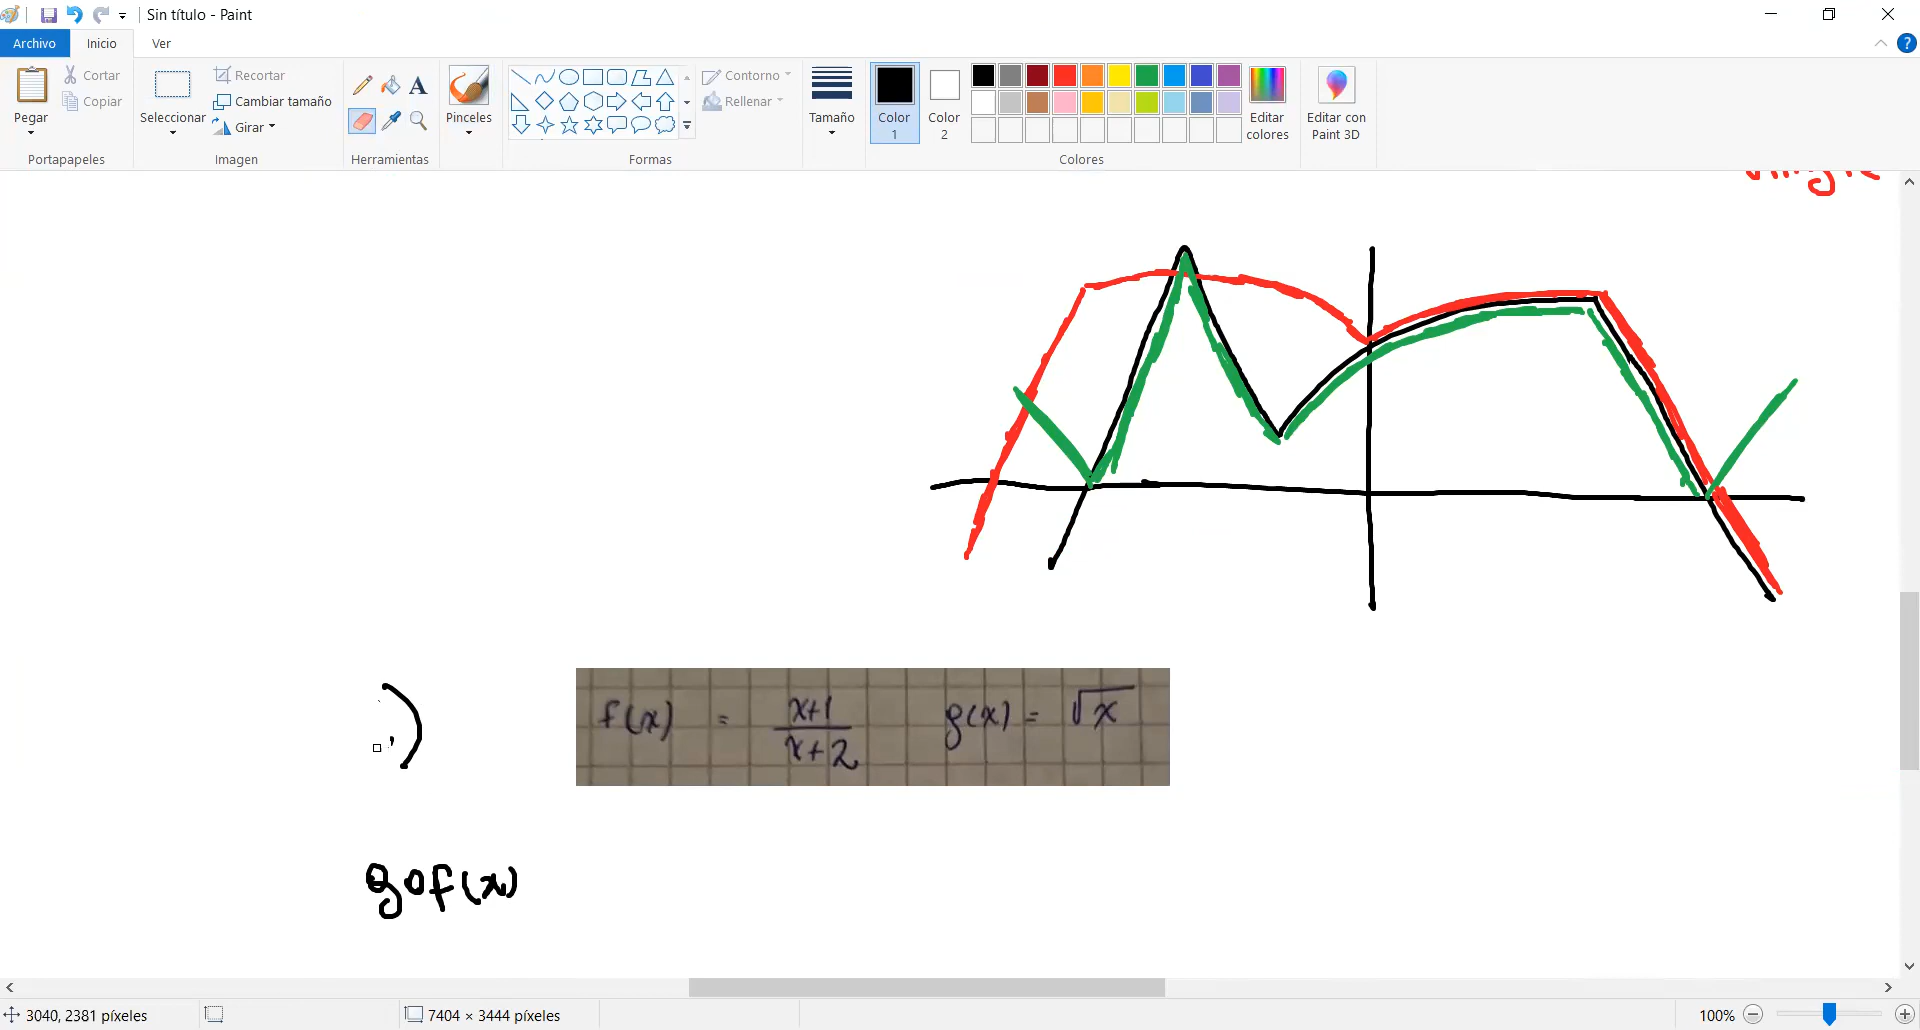 Sin título - Paint
Archivo Inicio Ver
Pegar
Cortar
Copiar
Portapapeles
Seleccionar
Recortar
Cambiar tamaño
Girar
Imagen
Herramientas
Pinceles
Contorno
Rellenar
Formas
Tamaño
Color 1
Color 2
Editar colores
Colores
Editar con Paint 3D
f(x) = x+1 / x+2 g(x) = √x
)
gof(x)
3040, 2381 píxeles
7404 × 3444 píxeles
100%